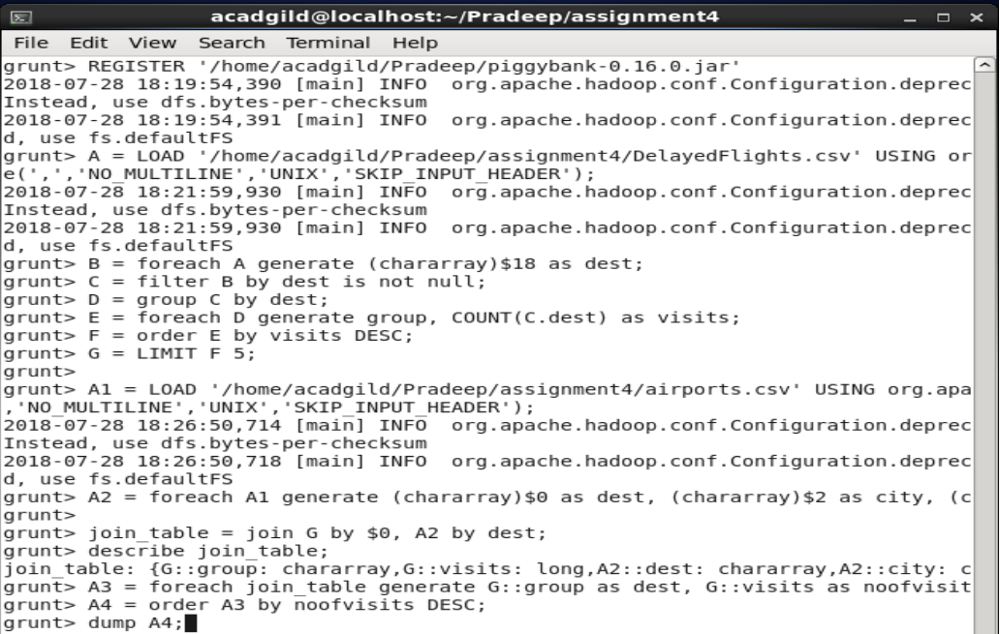 acadgild@localhost:~/Pradeep/assignment4
File Edit View Search Terminal Help
grunt> REGISTER '/home/acadgild/Pradeep/piggybank-0.16.0.jar'
2018-07-28 18:19:54,390 [main] INFO  org.apache.hadoop.conf.Configuration.deprec
Instead, use dfs.bytes-per-checksum
2018-07-28 18:19:54,391 [main] INFO  org.apache.hadoop.conf.Configuration.deprec
d, use fs.defaultFS
grunt> A = LOAD '/home/acadgild/Pradeep/assignment4/DelayedFlights.csv' USING or
e(',','NO_MULTILINE','UNIX','SKIP_INPUT_HEADER');
2018-07-28 18:21:59,930 [main] INFO  org.apache.hadoop.conf.Configuration.deprec
Instead, use dfs.bytes-per-checksum
2018-07-28 18:21:59,930 [main] INFO  org.apache.hadoop.conf.Configuration.deprec
d, use fs.defaultFS
grunt> B = foreach A generate (chararray)$18 as dest;
grunt> C = filter B by dest is not null;
grunt> D = group C by dest;
grunt> E = foreach D generate group, COUNT(C.dest) as visits;
grunt> F = order E by visits DESC;
grunt> G = LIMIT F 5;
grunt>
grunt> A1 = LOAD '/home/acadgild/Pradeep/assignment4/airports.csv' USING org.apa
,'NO_MULTILINE','UNIX','SKIP_INPUT_HEADER');
2018-07-28 18:26:50,714 [main] INFO  org.apache.hadoop.conf.Configuration.deprec
Instead, use dfs.bytes-per-checksum
2018-07-28 18:26:50,718 [main] INFO  org.apache.hadoop.conf.Configuration.deprec
d, use fs.defaultFS
grunt> A2 = foreach A1 generate (chararray)$0 as dest, (chararray)$2 as city, (c
grunt>
grunt> join_table = join G by $0, A2 by dest;
grunt> describe join_table;
join_table: {G::group: chararray,G::visits: long,A2::dest: chararray,A2::city: c
grunt> A3 = foreach join_table generate G::group as dest, G::visits as noofvisit
grunt> A4 = order A3 by noofvisits DESC;
grunt> dump A4;